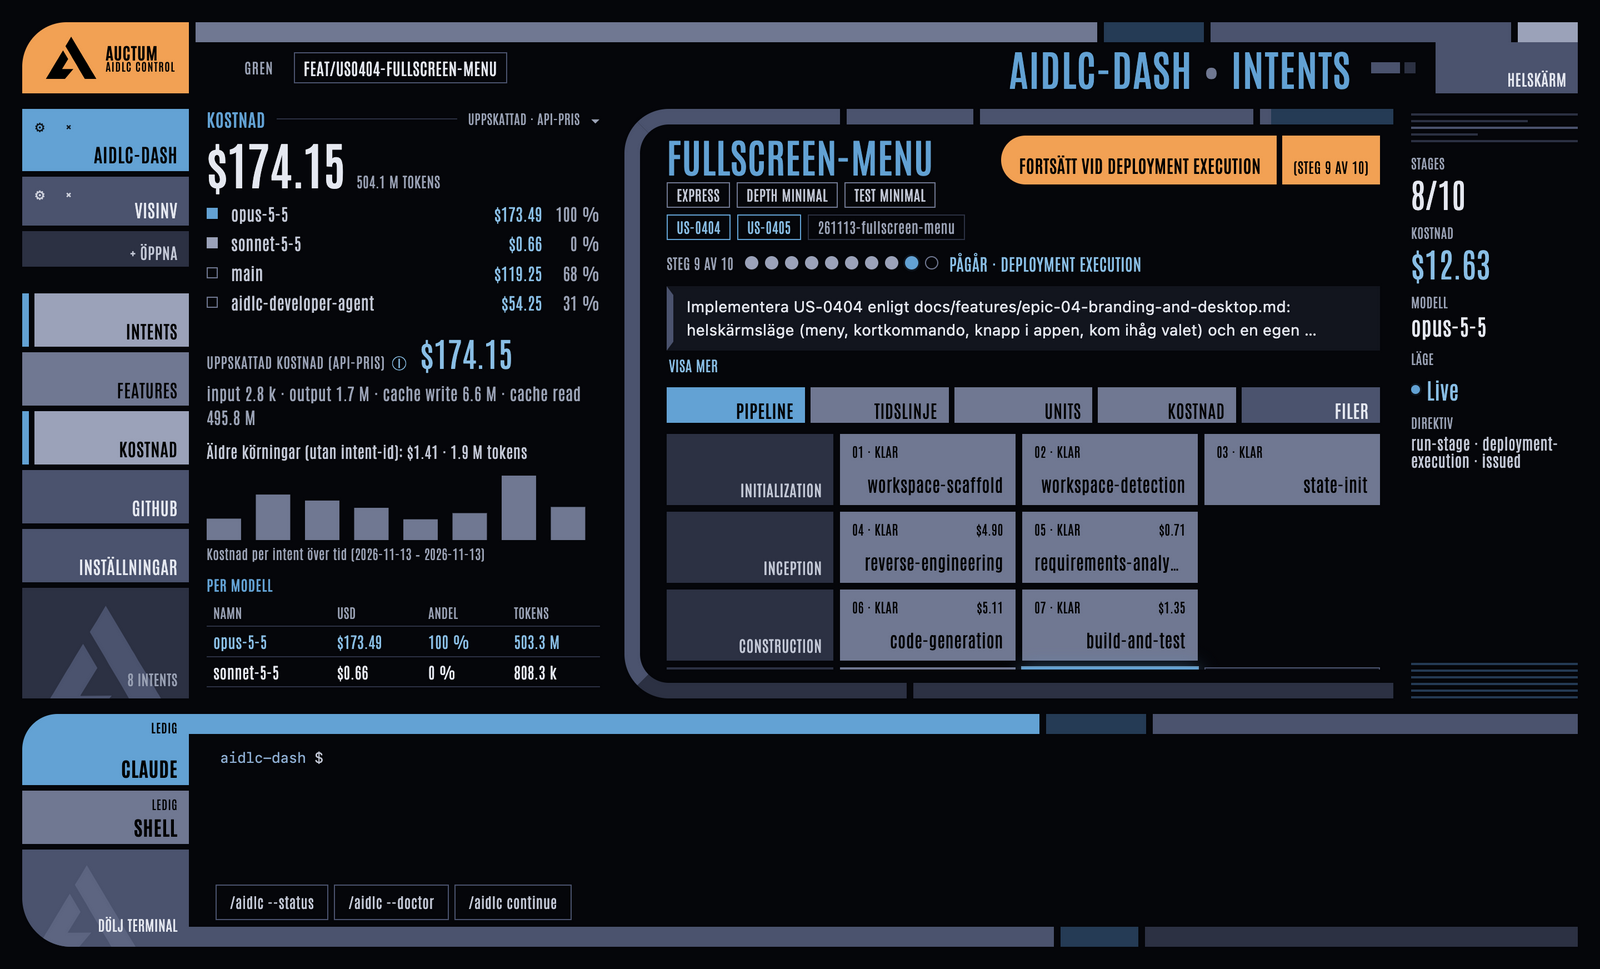 AUCTUM
AIDLC CONTROL
GREN
FEAT/US0404-FULLSCREEN-MENU
AIDLC-DASH • INTENTS
HELSKÄRM
AIDLC-DASH
VISINV
+ ÖPPNA
INTENTS
FEATURES
KOSTNAD
GITHUB
INSTÄLLNINGAR
8 INTENTS
KOSTNAD
UPPSKATTAD · API-PRIS
$174.15 504.1 M TOKENS
opus-5-5 $173.49 100 %
sonnet-5-5 $0.66 0 %
main $119.25 68 %
aidlc-developer-agent $54.25 31 %
UPPSKATTAD KOSTNAD (API-PRIS) $174.15
input 2.8 k · output 1.7 M · cache write 6.6 M · cache read
495.8 M
Äldre körningar (utan intent-id): $1.41 · 1.9 M tokens
Kostnad per intent över tid (2026-11-13 – 2026-11-13)
PER MODELL
NAMN USD ANDEL TOKENS
opus-5-5 $173.49 100 % 503.3 M
sonnet-5-5 $0.66 0 % 808.3 k
FULLSCREEN-MENU
FORTSÄTT VID DEPLOYMENT EXECUTION (STEG 9 AV 10)
EXPRESS DEPTH MINIMAL TEST MINIMAL
US-0404 US-0405 261113-fullscreen-menu
STEG 9 AV 10 PÅGÅR · DEPLOYMENT EXECUTION
Implementera US-0404 enligt docs/features/epic-04-branding-and-desktop.md:
helskärmsläge (meny, kortkommando, knapp i appen, kom ihåg valet) och en egen ...
VISA MER
PIPELINE TIDSLINJE UNITS KOSTNAD FILER
INITIALIZATION
01 · KLAR
workspace-scaffold
02 · KLAR
workspace-detection
03 · KLAR
state-init
INCEPTION
04 · KLAR $4.90
reverse-engineering
05 · KLAR $0.71
requirements-analy…
CONSTRUCTION
06 · KLAR $5.11
code-generation
07 · KLAR $1.35
build-and-test
STAGES
8/10
KOSTNAD
$12.63
MODELL
opus-5-5
LÄGE
Live
DIREKTIV
run-stage · deployment-
execution · issued
LEDIG
CLAUDE
LEDIG
SHELL
DÖLJ TERMINAL
aidlc-dash $
/aidlc --status /aidlc --doctor /aidlc continue